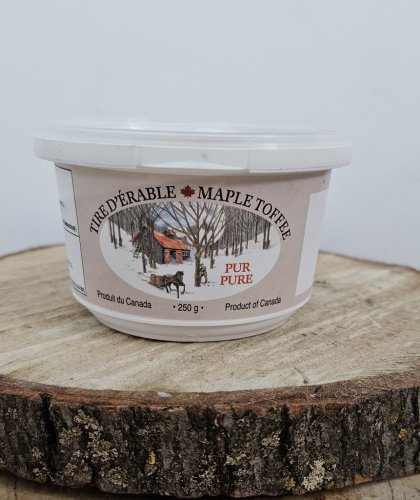 TIRE D'ÉRABLE MAPLE TOFFEE
PUR
PURE
Produit du Canada • 250 g • Product of Canada